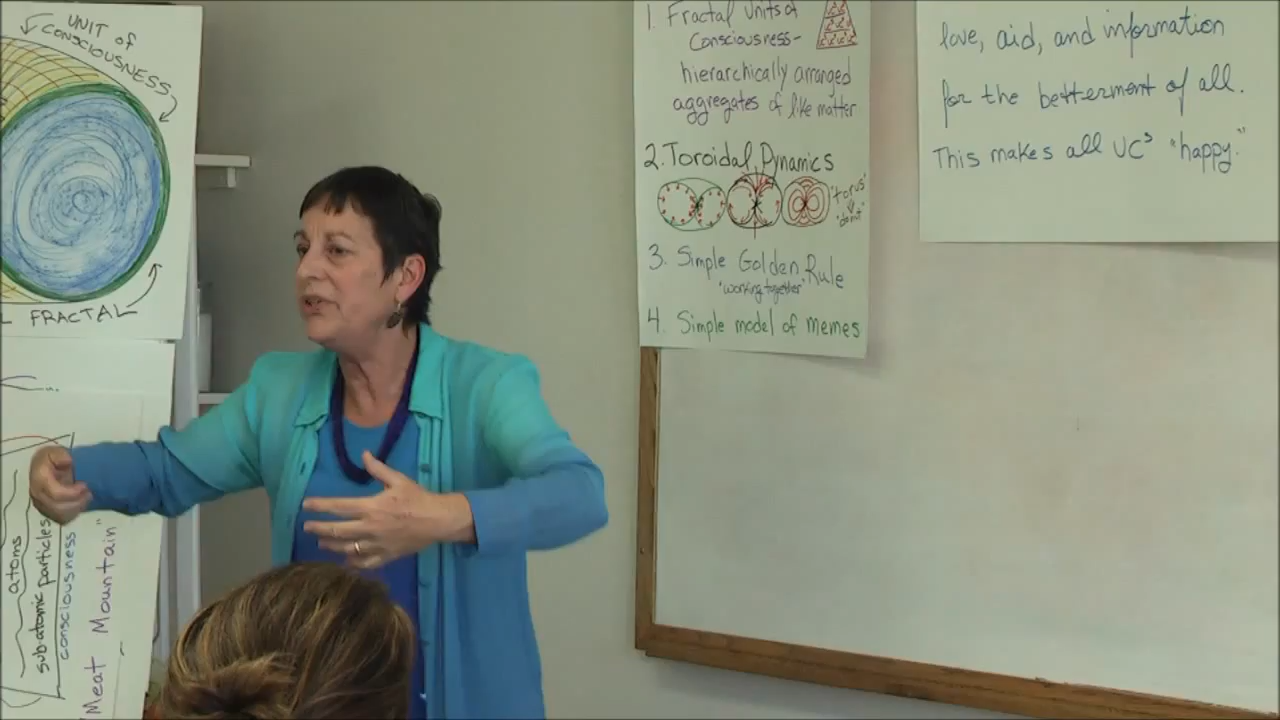 UNIT of
CONSCIOUSNESS
FRACTAL
atoms
subatomic particles
consciousness
"Meat Mountain"
1. Fractal Units of
Consciousness-
hierarchically arranged
aggregates of like matter
2. Toroidal Dynamics
"torus"
"donut"
3. Simple Golden Rule
"working together"
4. Simple model of memes
love, aid, and information
for the betterment of all.
This makes all UC³ "happy."